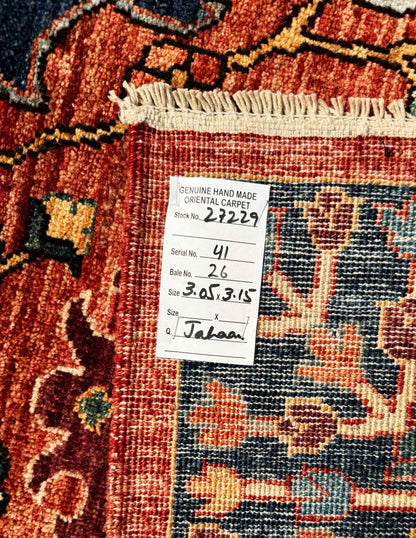 GENUINE HAND MADE
ORIENTAL CARPET
Stock No. 27229
Serial No. 41
Bale No. 26
Size 3.05 x 3.15
Size x
Q. Jahaan